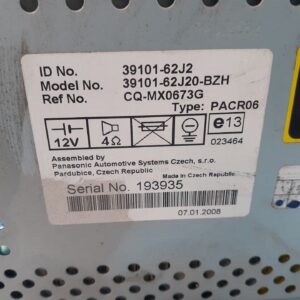 ID No. 39101-62J2
Model No. 39101-62J20-BZH
Ref No. CQ-MX0673G
Type: PACR06
12V
4Ω
e13
023464
Assembled by
Panasonic Automotive Systems Czech, s.r.o.
Pardubice, Czech Republic Made in Czech Republic
Serial No. 193935
07.01.2008